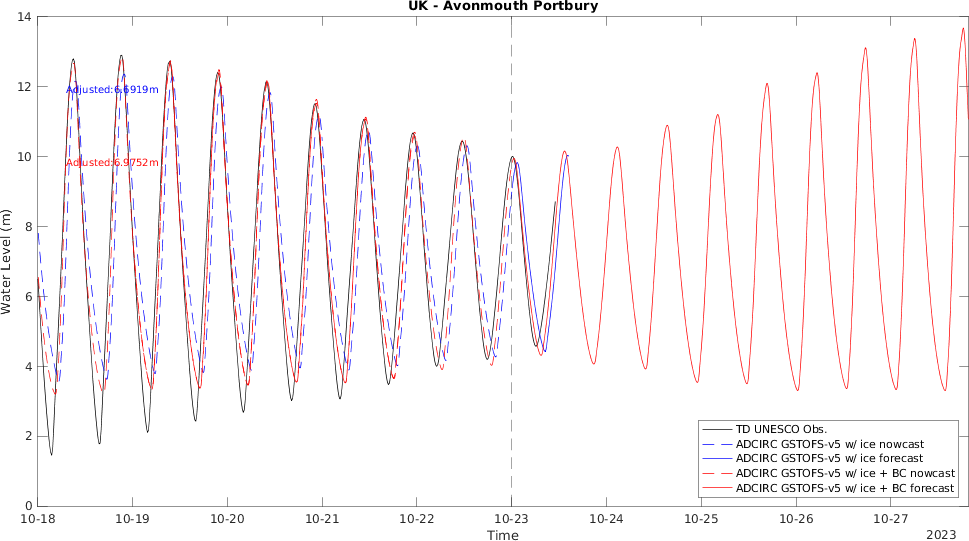 UK - Avonmouth Portbury
14
12
10
8
6
4
2
0
Water Level (m)
Adjusted:6.6919m
Adjusted:6.9752m
TD UNESCO Obs.
ADCIRC GSTOFS-v5 w/ ice nowcast
ADCIRC GSTOFS-v5 w/ ice forecast
ADCIRC GSTOFS-v5 w/ ice + BC nowcast
ADCIRC GSTOFS-v5 w/ ice + BC forecast
10-18 10-19 10-20 10-21 10-22 10-23 10-24 10-25 10-26 10-27
Time
2023